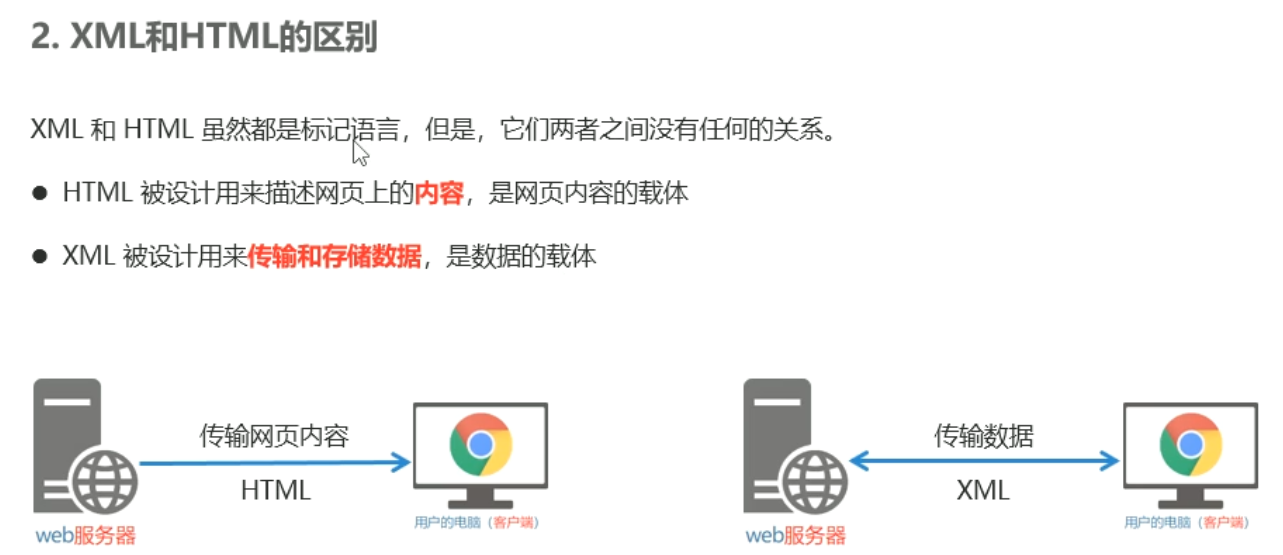 2. XML和HTML的区别
XML 和 HTML 虽然都是标记语言，但是，它们两者之间没有任何的关系。
● HTML 被设计用来描述网页上的内容，是网页内容的载体
● XML 被设计用来传输和存储数据，是数据的载体
传输网页内容
HTML
web服务器
用户的电脑（客户端）
传输数据
XML
web服务器
用户的电脑（客户端）